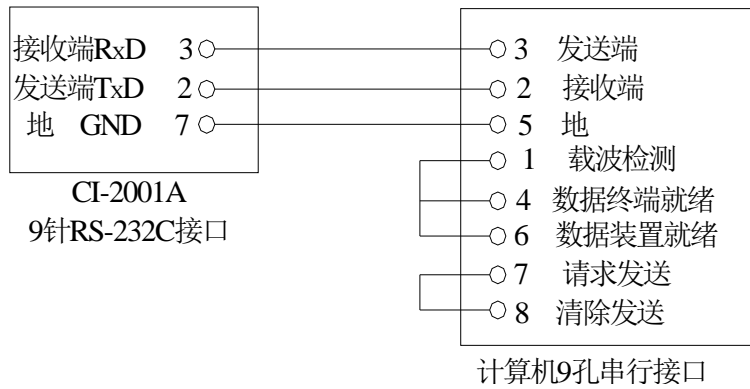 接收端RxD 3
发送端TxD 2
地 GND 7
CI-2001A
9针RS-232C接口
3 发送端
2 接收端
5 地
1 载波检测
4 数据终端就绪
6 数据装置就绪
7 请求发送
8 清除发送
计算机9孔串行接口